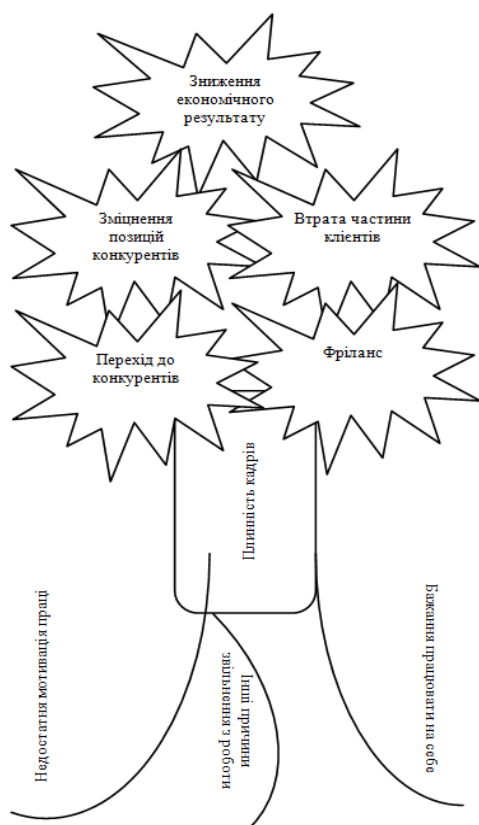 Зниження
економічного
результату
Зміцнення
позицій
конкурентів
Втрата частини
клієнтів
Перехід до
конкурентів
Фріланс
Плинність кадрів
Недостатня мотивація праці
Інші причини
звільнення з роботи
Бажання працювати на себе